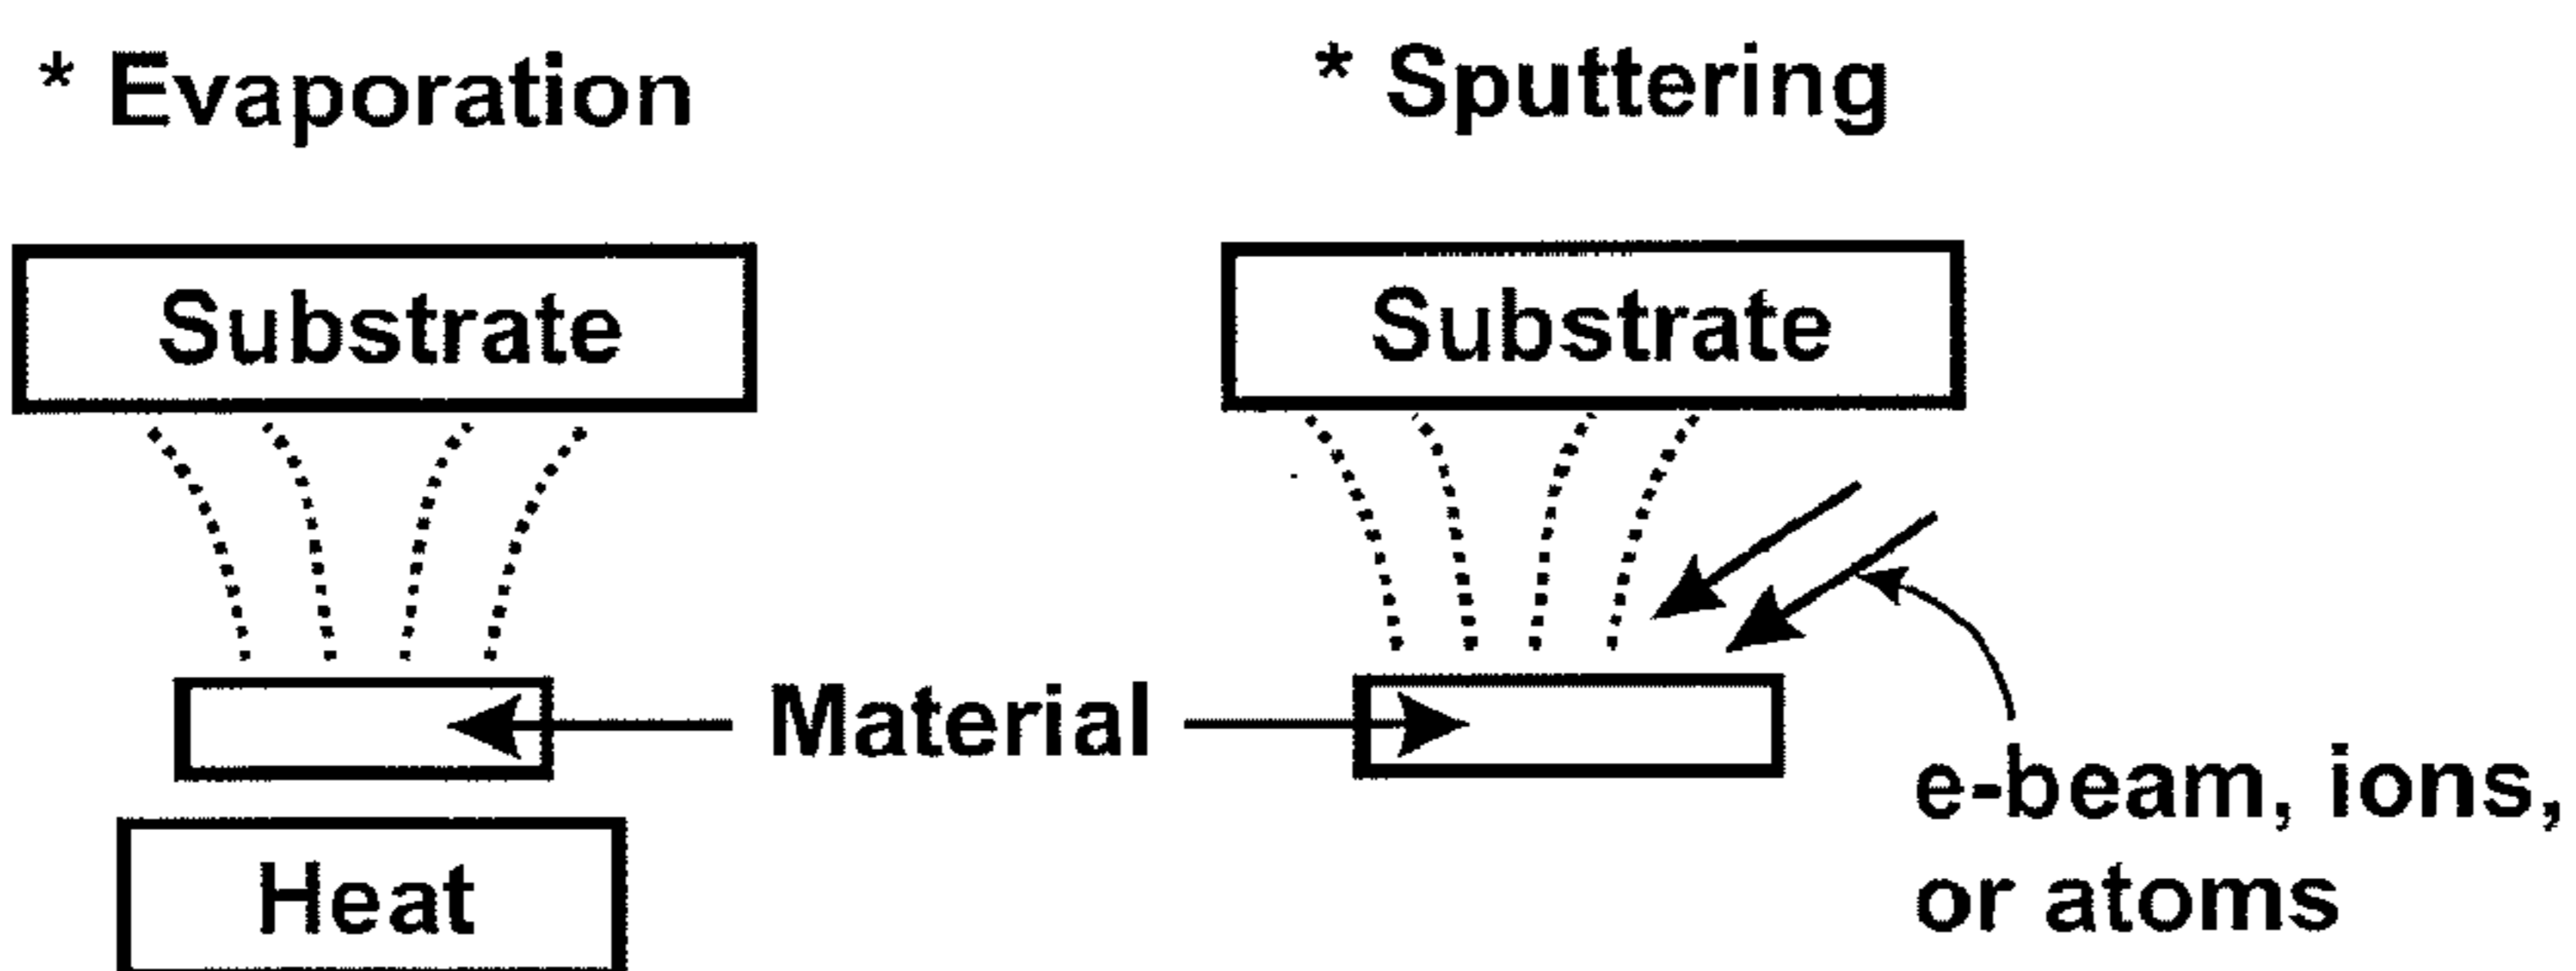 * Evaporation
* Sputtering
Substrate
Substrate
Material
e-beam, ions,
or atoms
Heat